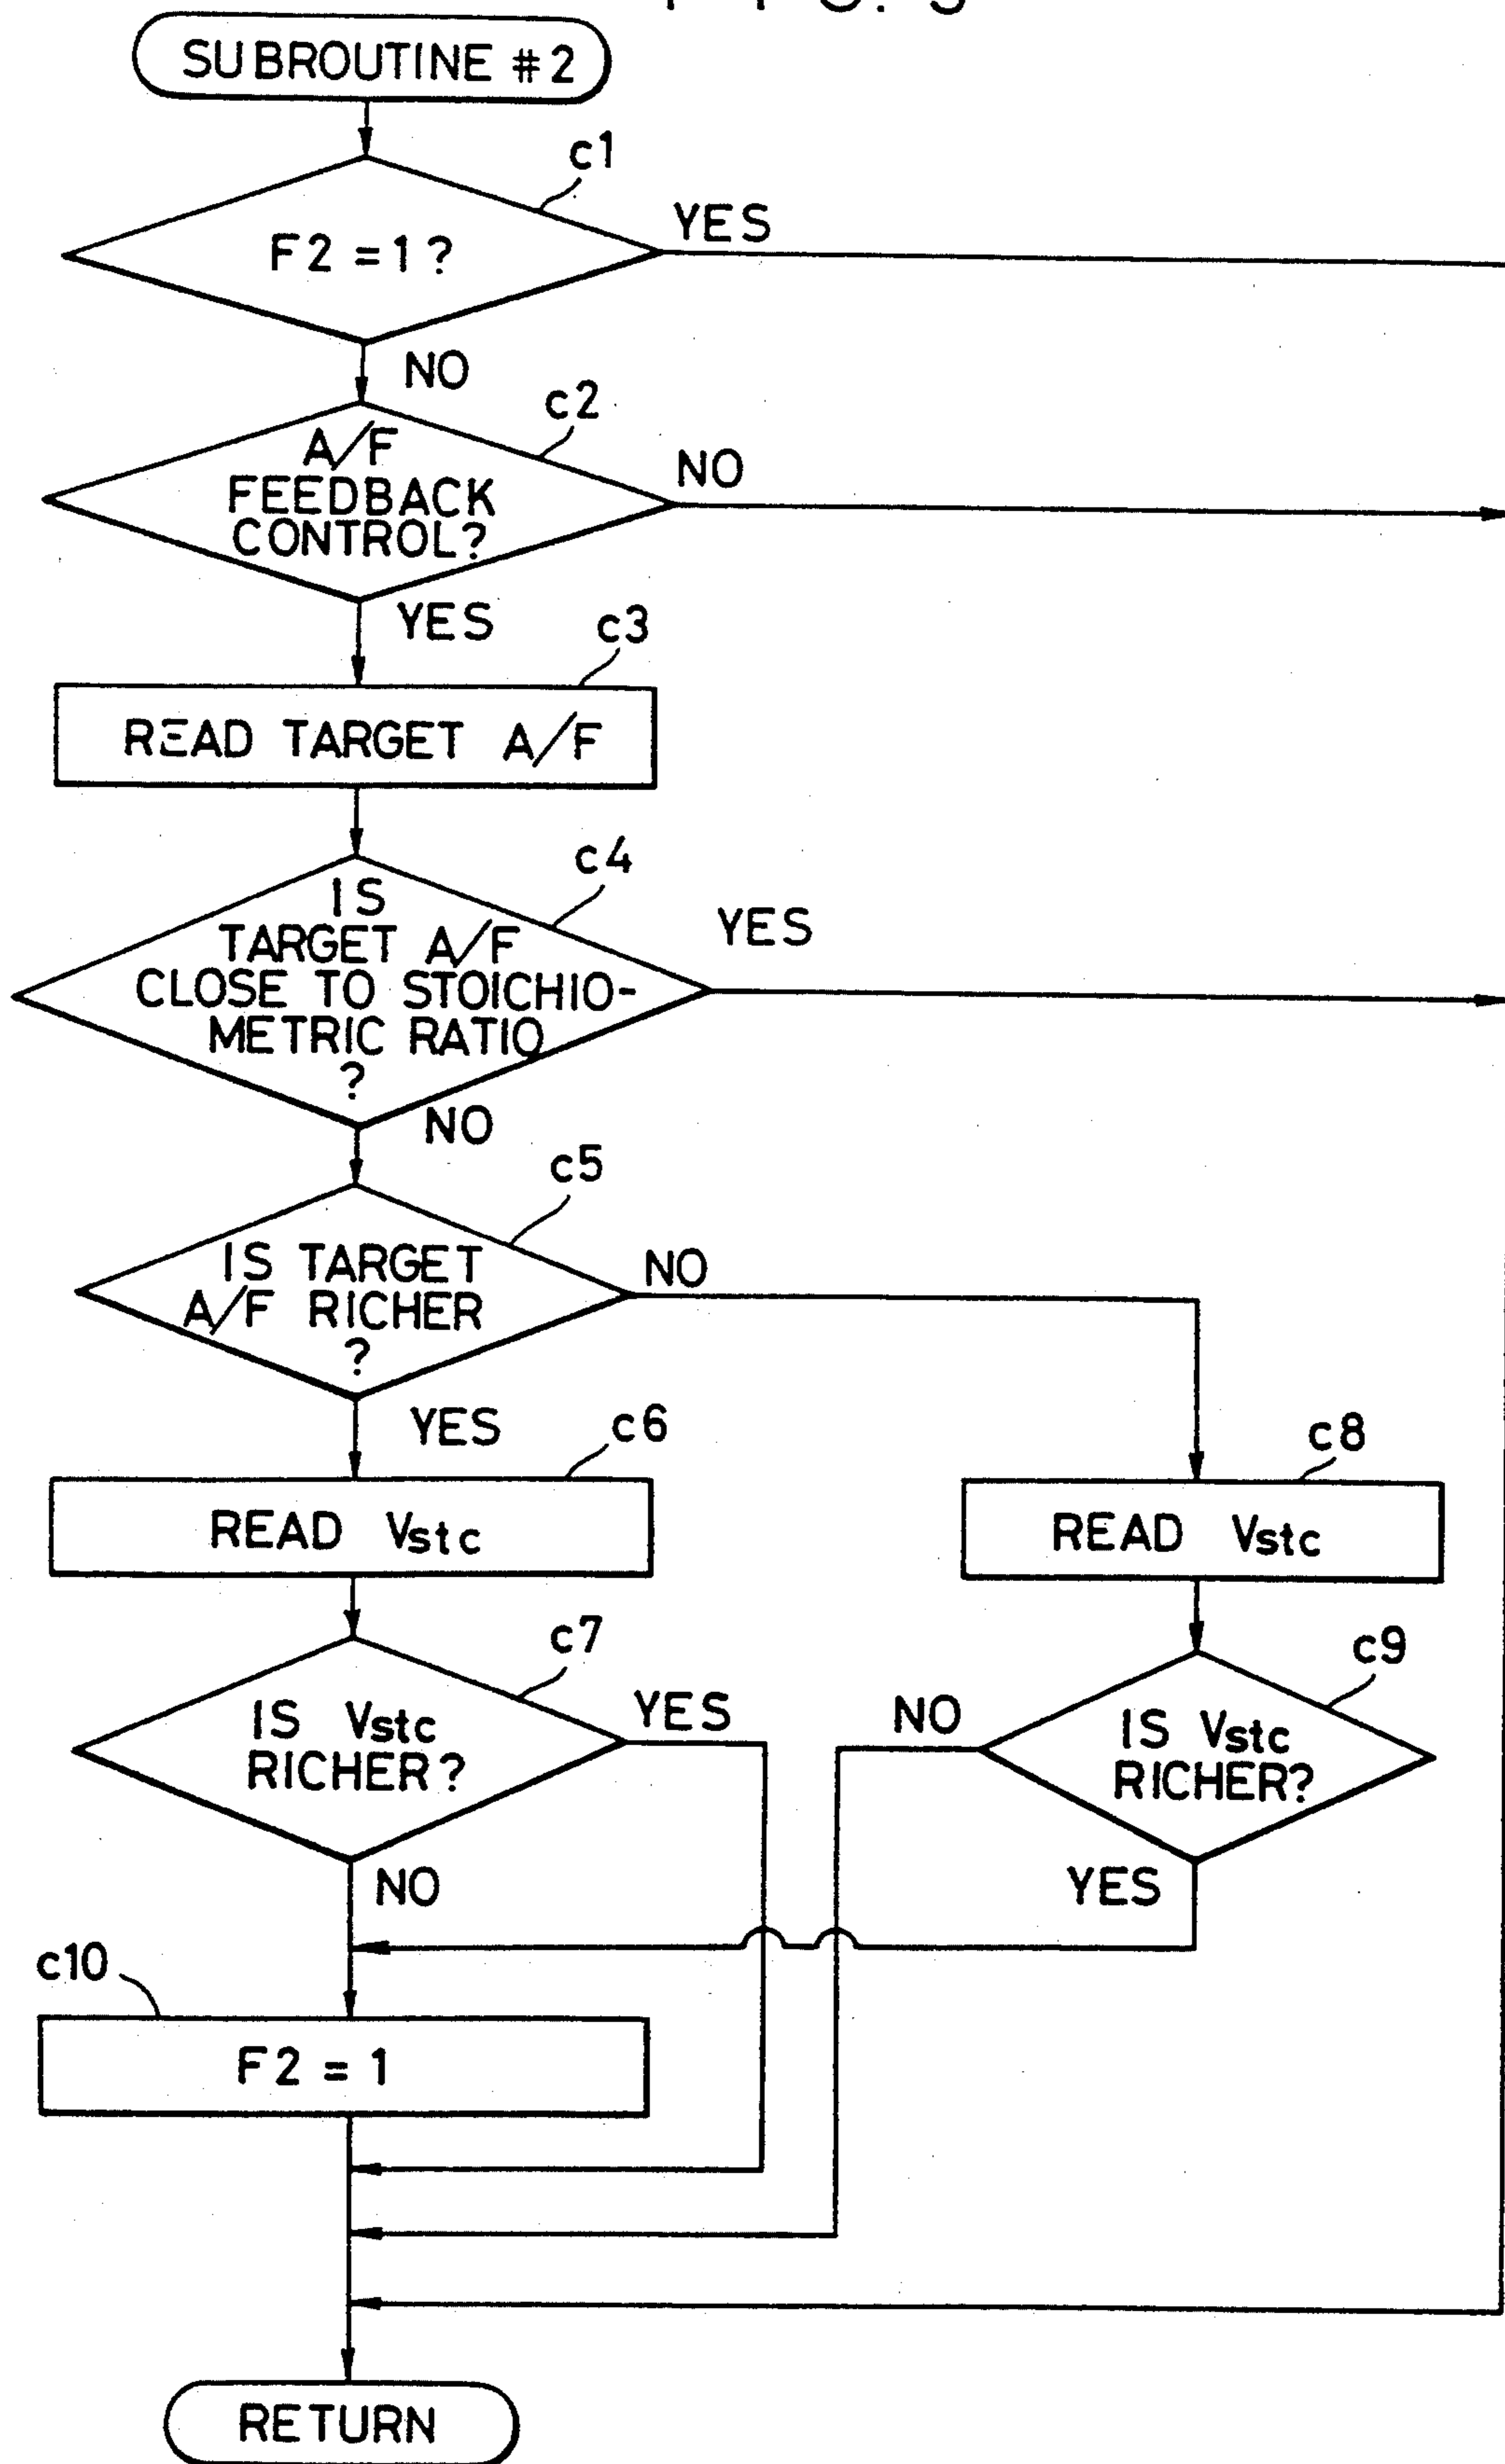 SUBROUTINE #2
c1
F2 = 1 ?
YES
NO
c2
A/F
FEEDBACK
CONTROL?
NO
YES
c3
READ TARGET A/F
c4
IS
TARGET A/F
CLOSE TO STOICHIO-
METRIC RATIO
?
YES
NO
c5
IS TARGET
A/F RICHER
?
NO
YES
c6
READ Vstc
c8
READ Vstc
c7
IS Vstc
RICHER?
YES
NO
c9
IS Vstc
RICHER?
NO
YES
c10
F2 = 1
RETURN